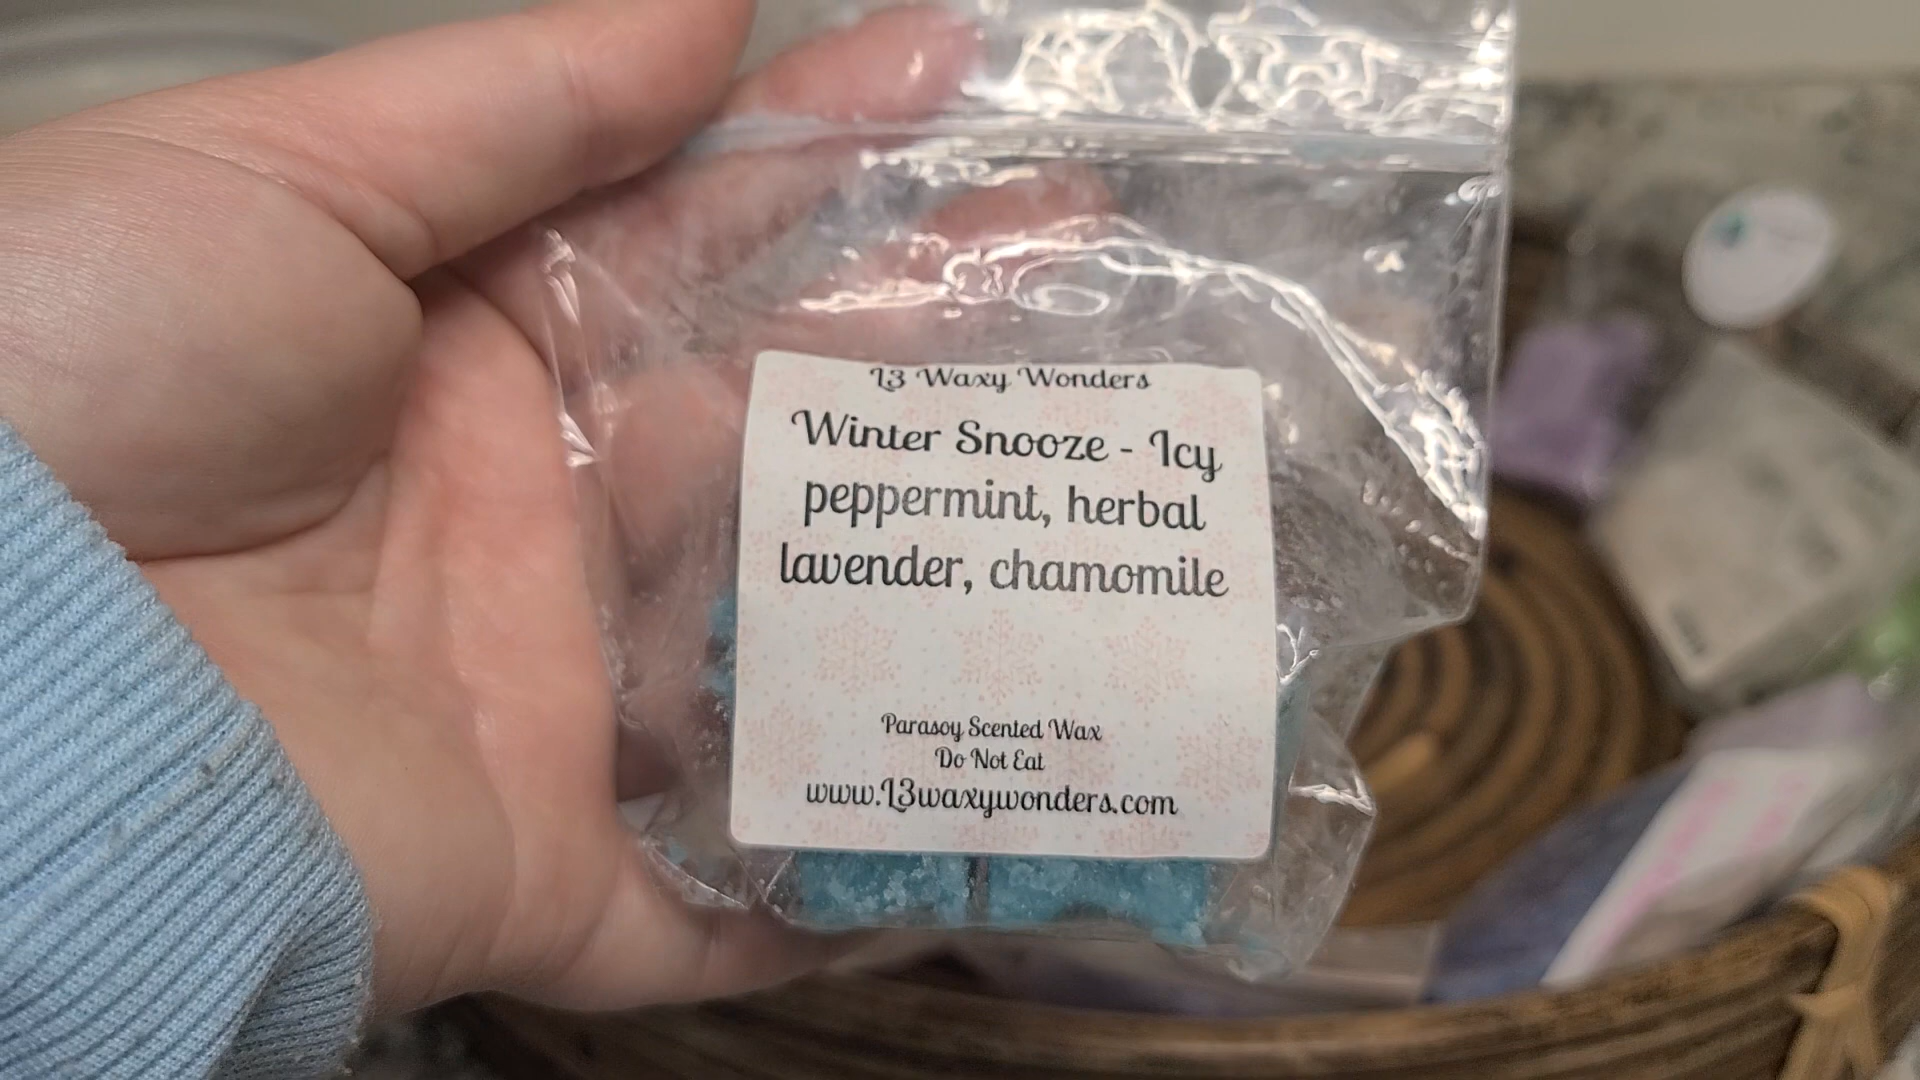 L3 Waxy Wonders
Winter Snooze - Icy
peppermint, herbal
lavender, chamomile
Parasoy Scented Wax
Do Not Eat
www.L3waxywonders.com